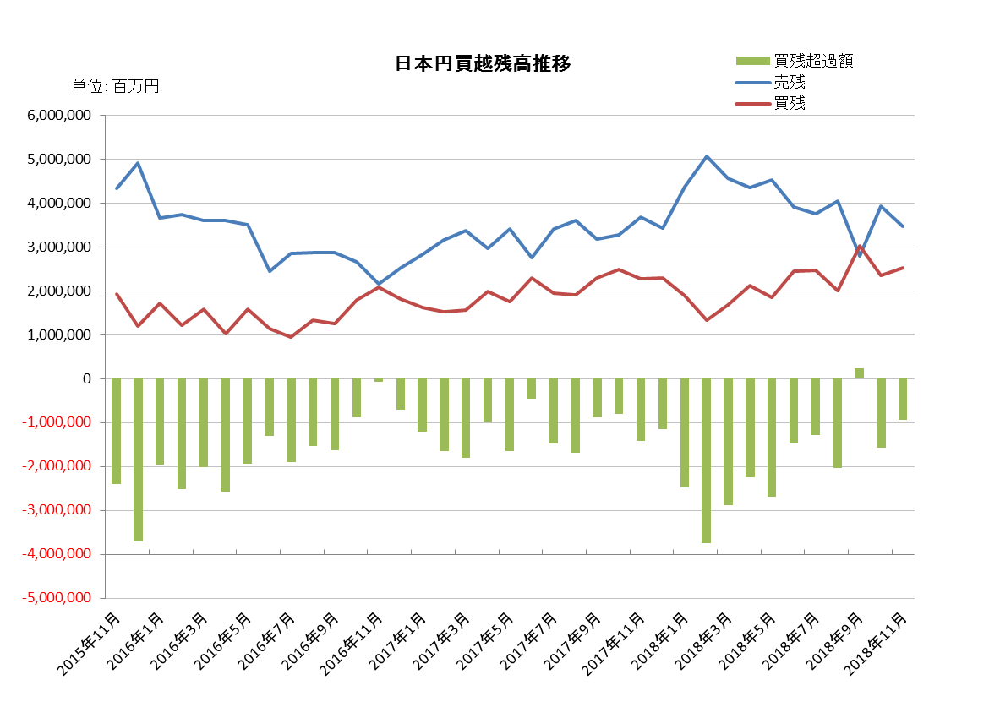 日本円買越残高推移
買残超過額
売残
買残
単位: 百万円
6,000,000
5,000,000
4,000,000
3,000,000
2,000,000
1,000,000
0
-1,000,000
-2,000,000
-3,000,000
-4,000,000
-5,000,000
2015年11月
2016年1月
2016年3月
2016年5月
2016年7月
2016年9月
2016年11月
2017年1月
2017年3月
2017年5月
2017年7月
2017年9月
2017年11月
2018年1月
2018年3月
2018年5月
2018年7月
2018年9月
2018年11月